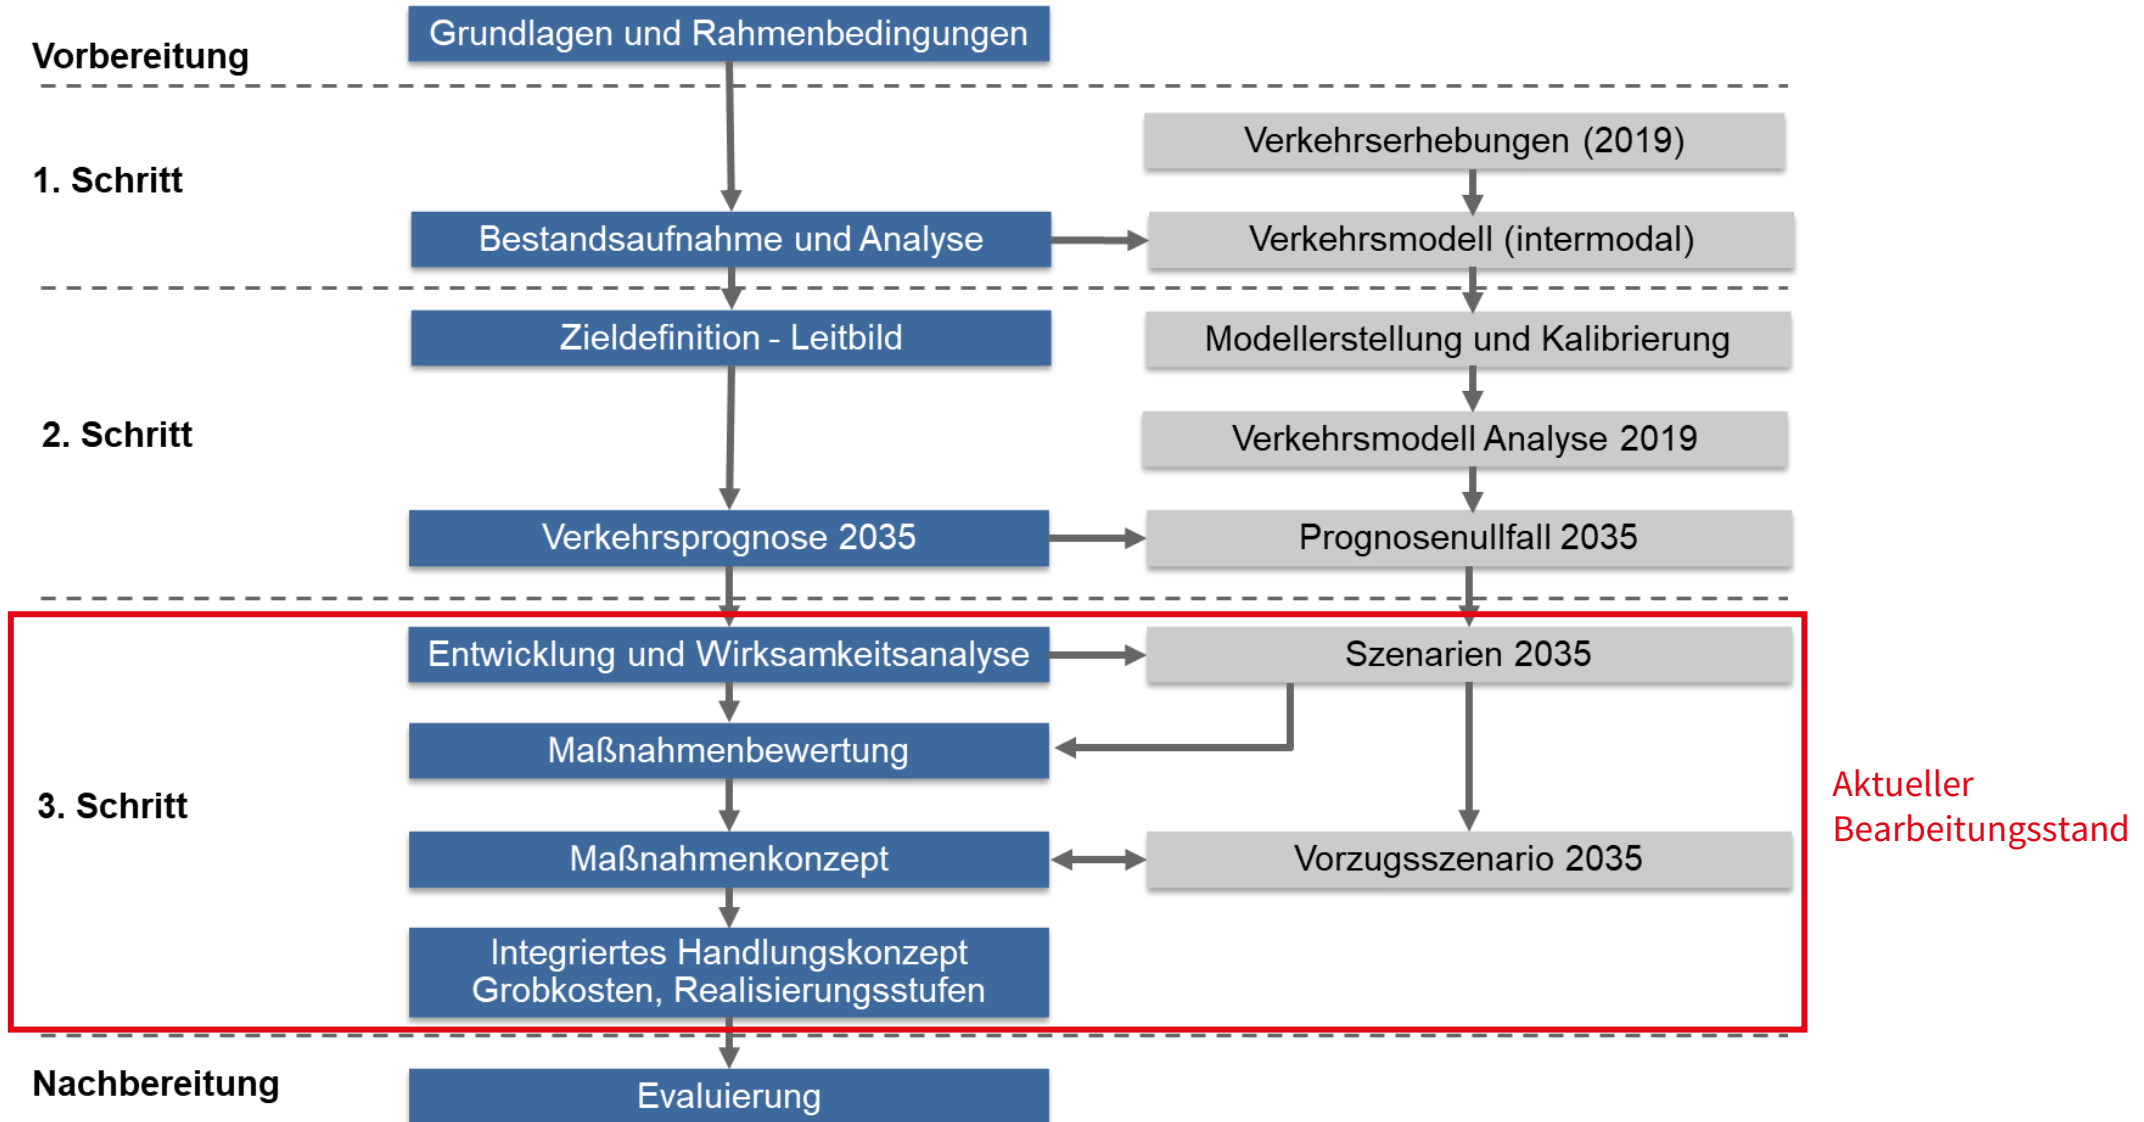 Grundlagen und Rahmenbedingungen
Vorbereitung
Verkehrserhebungen (2019)
1. Schritt
Bestandsaufnahme und Analyse
Verkehrsmodell (intermodal)
Zieldefinition - Leitbild
Modellerstellung und Kalibrierung
2. Schritt
Verkehrsmodell Analyse 2019
Verkehrsprognose 2035
Prognosenullfall 2035
Entwicklung und Wirksamkeitsanalyse
Szenarien 2035
Maßnahmenbewertung
3. Schritt
Aktueller
Bearbeitungsstand
Maßnahmenkonzept
Vorzugsszenario 2035
Integriertes Handlungskonzept
Grobkosten, Realisierungsstufen
Nachbereitung
Evaluierung